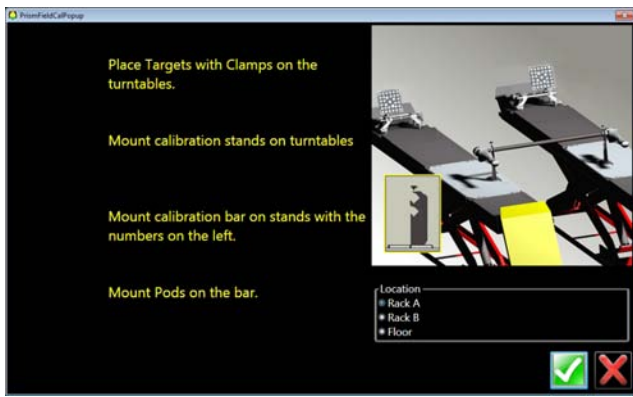 PrismFieldCalPopup
Place Targets with Clamps on the
turntables.
Mount calibration stands on turntables
Mount calibration bar on stands with the
numbers on the left.
Mount Pods on the bar.
Location
Rack A
Rack B
Floor